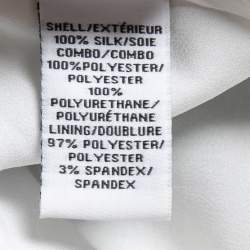 SHELL/EXTÉRIEUR
100% SILK/SOIE
COMBO/COMBO
100%POLYESTER/
POLYESTER
100%
POLYURETHANE/
POLYURÉTHANE
LINING/DOUBLURE
97% POLYESTER/
POLYESTER
3% SPANDEX/
SPANDEX